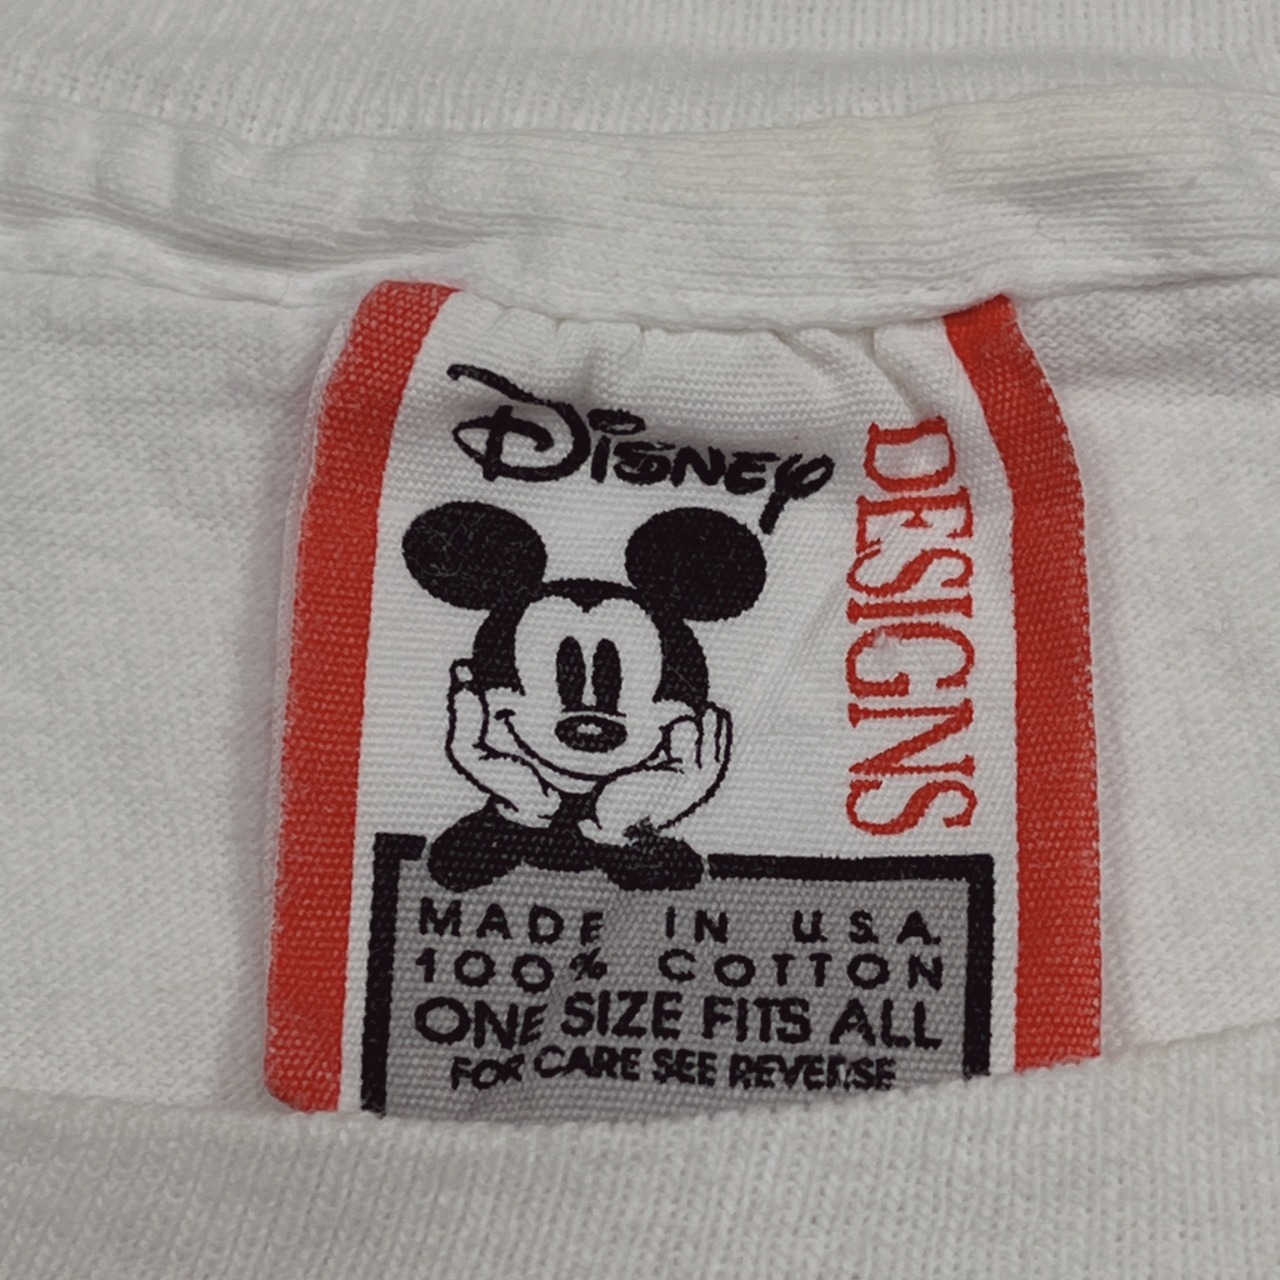 Disney
DESIGNS
MADE IN U.S.A.
100% COTTON
ONE SIZE FITS ALL
FOR CARE SEE REVERSE